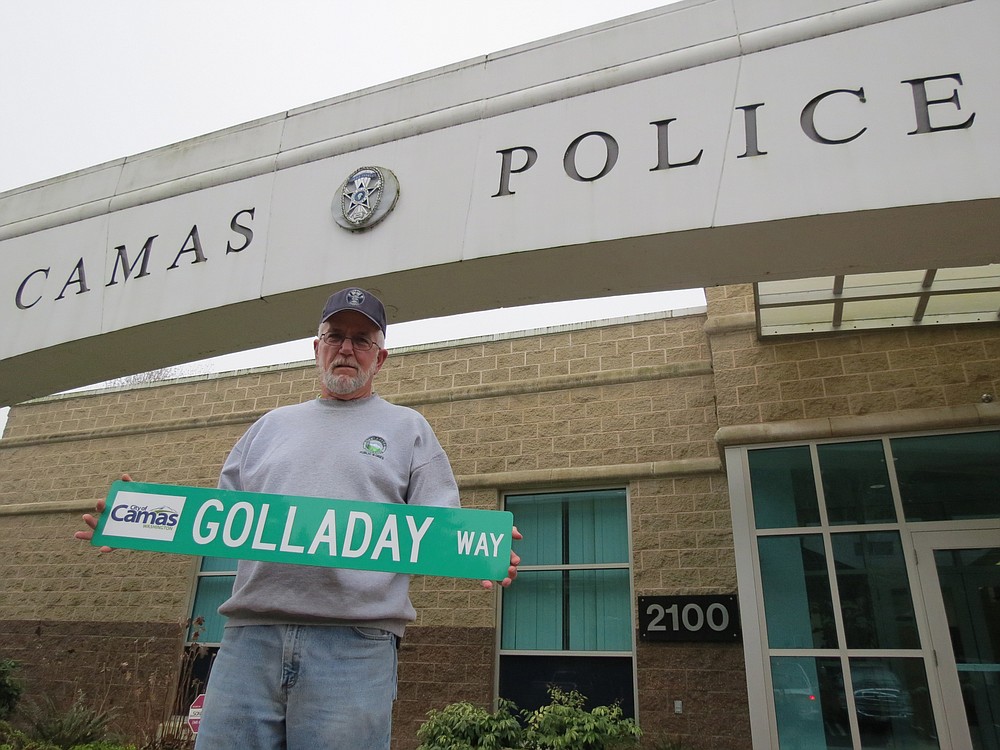 CAMAS POLICE
City of
Camas
WASHINGTON
GOLLADAY WAY
2100